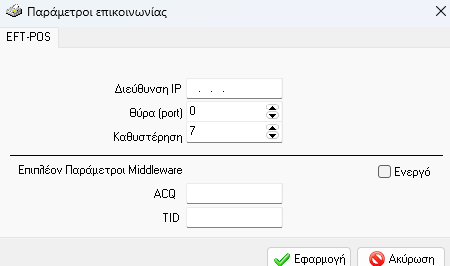 Παράμετροι επικοινωνίας
EFT-POS
Διεύθυνση IP . . .
Θύρα (port) 0
Καθυστέρηση 7
Επιπλέον Παράμετροι Middleware Ενεργό
ACQ
TID
Εφαρμογή Ακύρωση